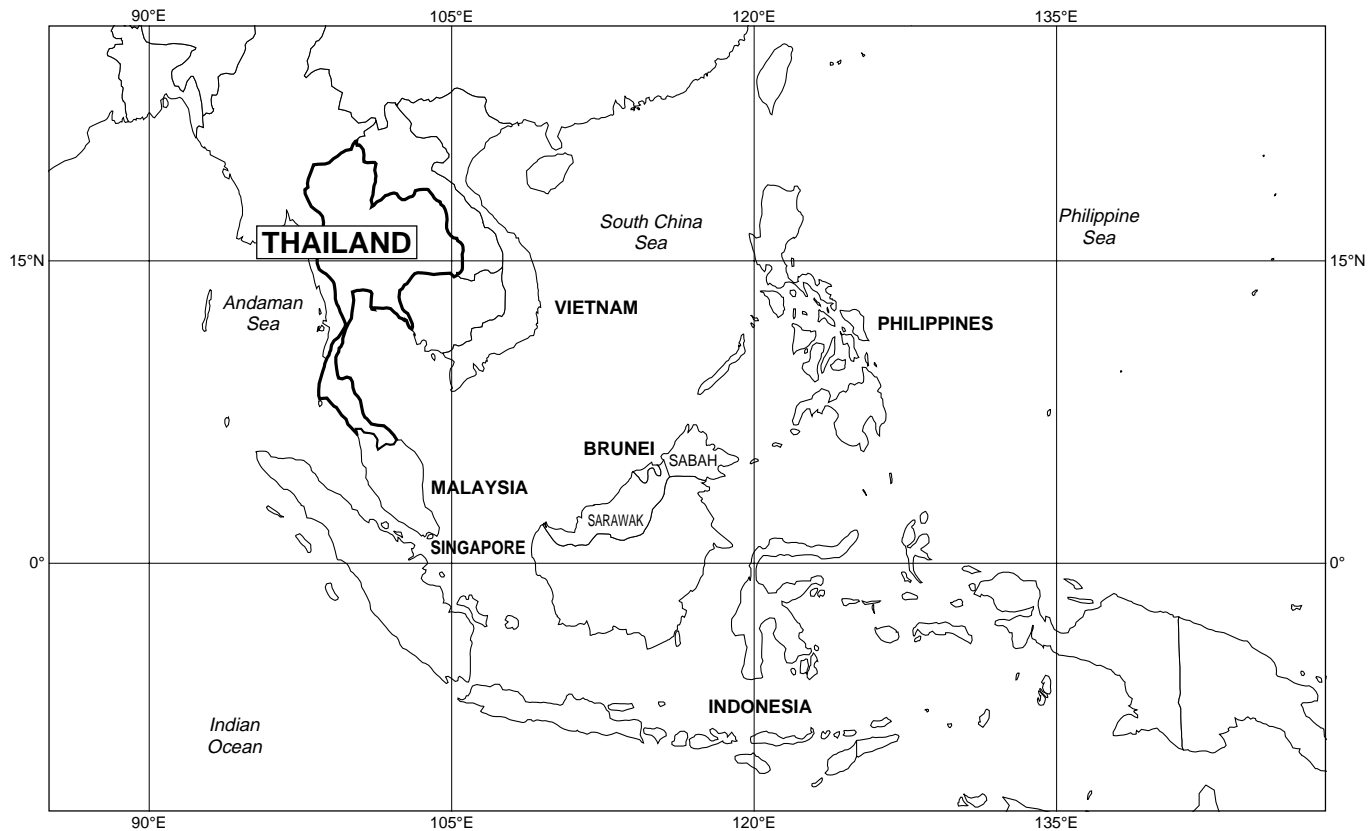 90°E 105°E 120°E 135°E
South China
Sea
Philippine
Sea
THAILAND
15°N 15°N
Andaman
Sea
VIETNAM
PHILIPPINES
BRUNEI
SABAH
MALAYSIA
SARAWAK
SINGAPORE
0° 0°
INDONESIA
Indian
Ocean
90°E 105°E 120°E 135°E